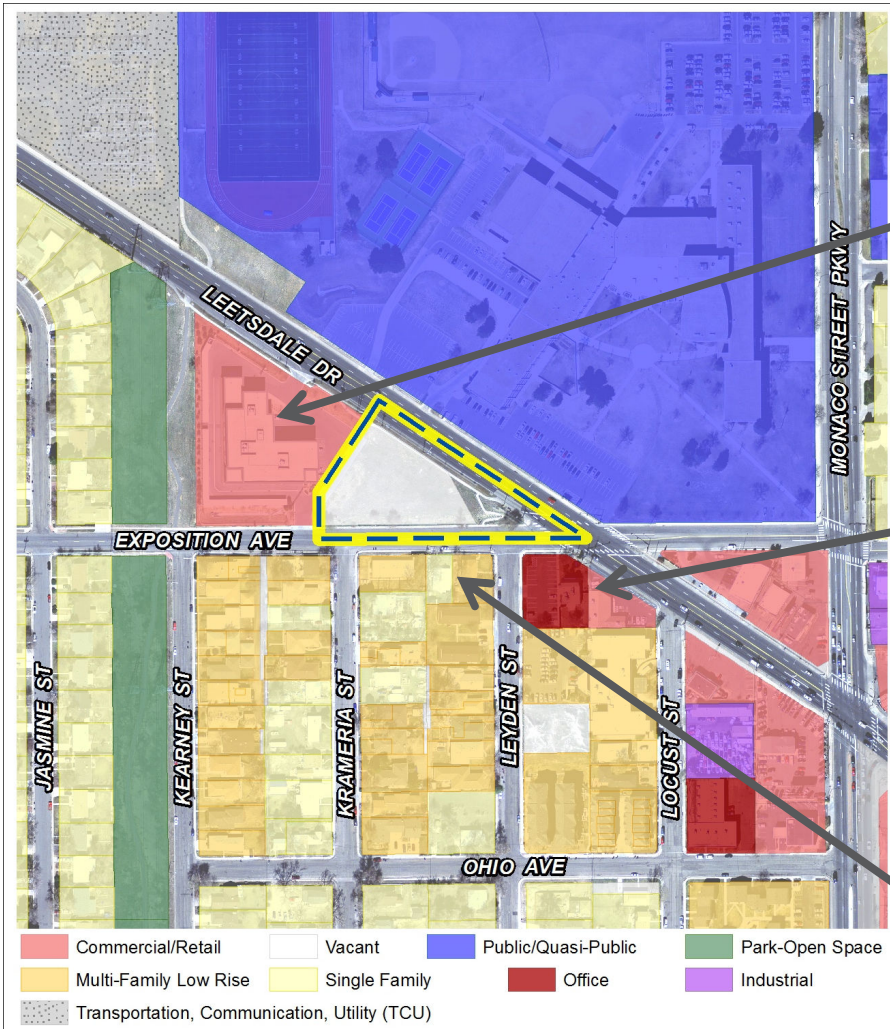 LEETSDALE DR
MONACO STREET PKWY
EXPOSITION AVE
JASMINE ST
KEARNEY ST
KRAMERIA ST
LEYDEN ST
LOCUST ST
OHIO AVE
Commercial/Retail Vacant Public/Quasi-Public Park-Open Space
Multi-Family Low Rise Single Family Office Industrial
Transportation, Communication, Utility (TCU)